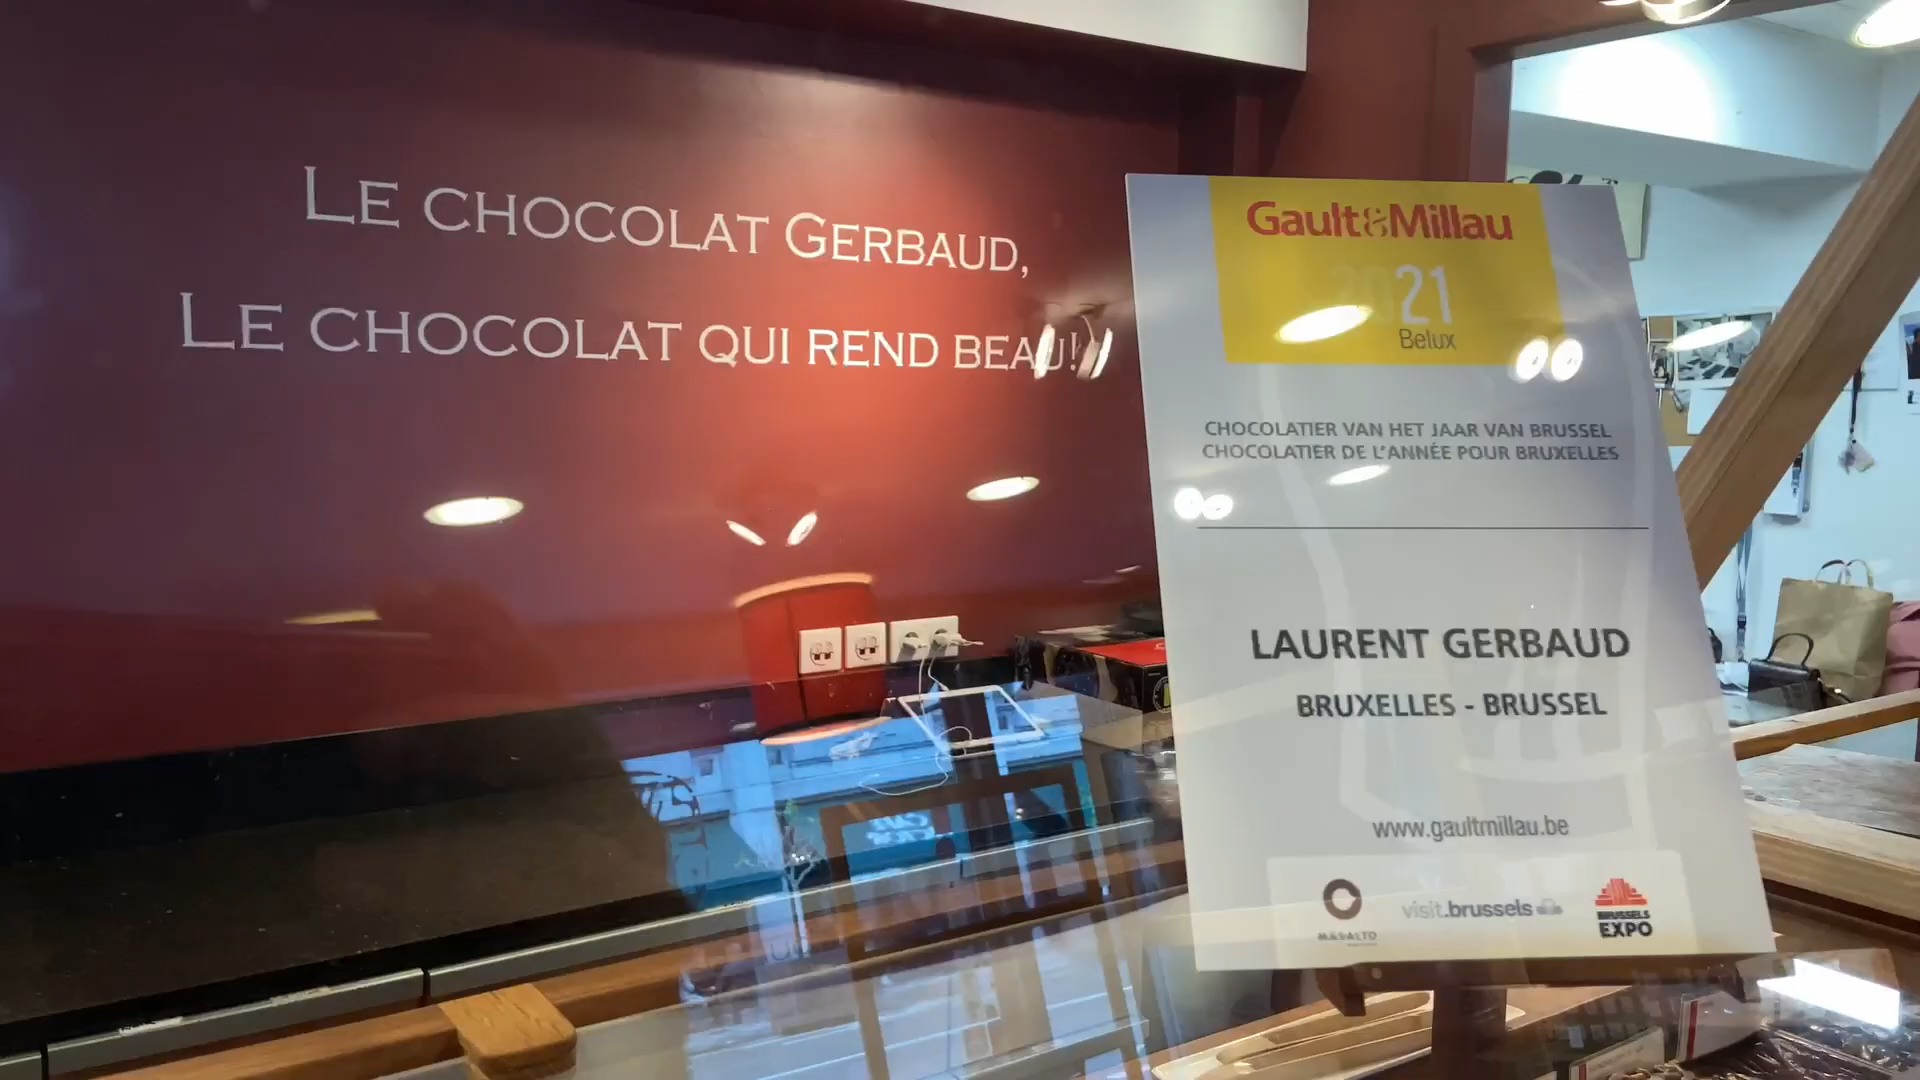 LE CHOCOLAT GERBAUD,
LE CHOCOLAT QUI REND BEAU!
Gault&Millau
2021
Belux
CHOCOLATIER VAN HET JAAR VAN BRUSSEL
CHOCOLATIER DE L'ANNÉE POUR BRUXELLES
LAURENT GERBAUD
BRUXELLES - BRUSSEL
www.gaultmillau.be
MASALTO
visit.brussels
BRUSSELS
EXPO